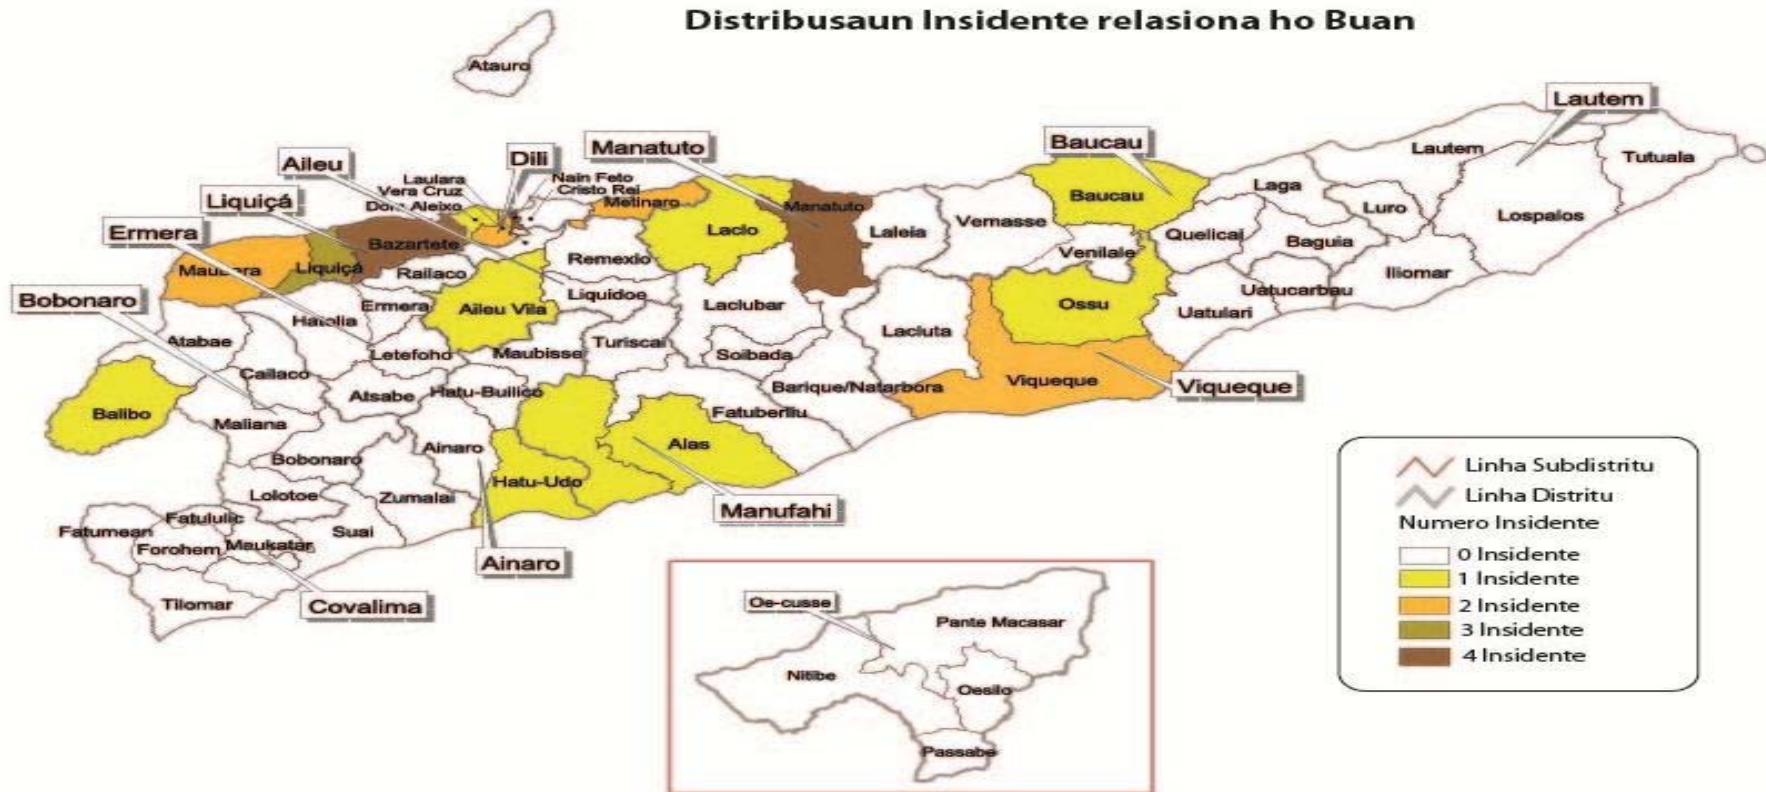 Distribusaun Insidente relasiona ho Buan
Atauro
Lautem
Manatuto
Baucau
Aileu
Dili
Laulara
Nain Feto
Vera Cruz
Cristo Rei
Dom Aleixo
Metinaro
Liquiçá
Ermera
Bobonaro
Lautem
Tutuala
Laga
Baucau
Luro
Lospalos
Manatuto
Laclo
Laleia
Vemasse
Quelicai
Baguia
Venilale
Iliomar
Bazartete
Remexio
Maubara
Liquiçá
Railaco
Liquidoe
Ossu
Uatucarbau
Uatulari
Ermera
Aileu Vila
Laclubar
Hatolia
Lacluta
Atabae
Letefoho
Maubisse
Turiscai
Soibada
Cailaco
Hatu-Builico
Barique/Natarbora
Viqueque
Viqueque
Atsabe
Balibo
Maliana
Fatuberliu
Ainaro
Alas
Bobonaro
Hatu-Udo
Lolotoe
Zumalai
Manufahi
Fatululic
Fatumean
Suai
Forohem
Maukatar
Ainaro
Tilomar
Covalima
Oe-cusse
Pante Macasar
Nitibe
Oesilo
Passabe
Linha Subdistritu
Linha Distritu
Numero Insidente
0 Insidente
1 Insidente
2 Insidente
3 Insidente
4 Insidente